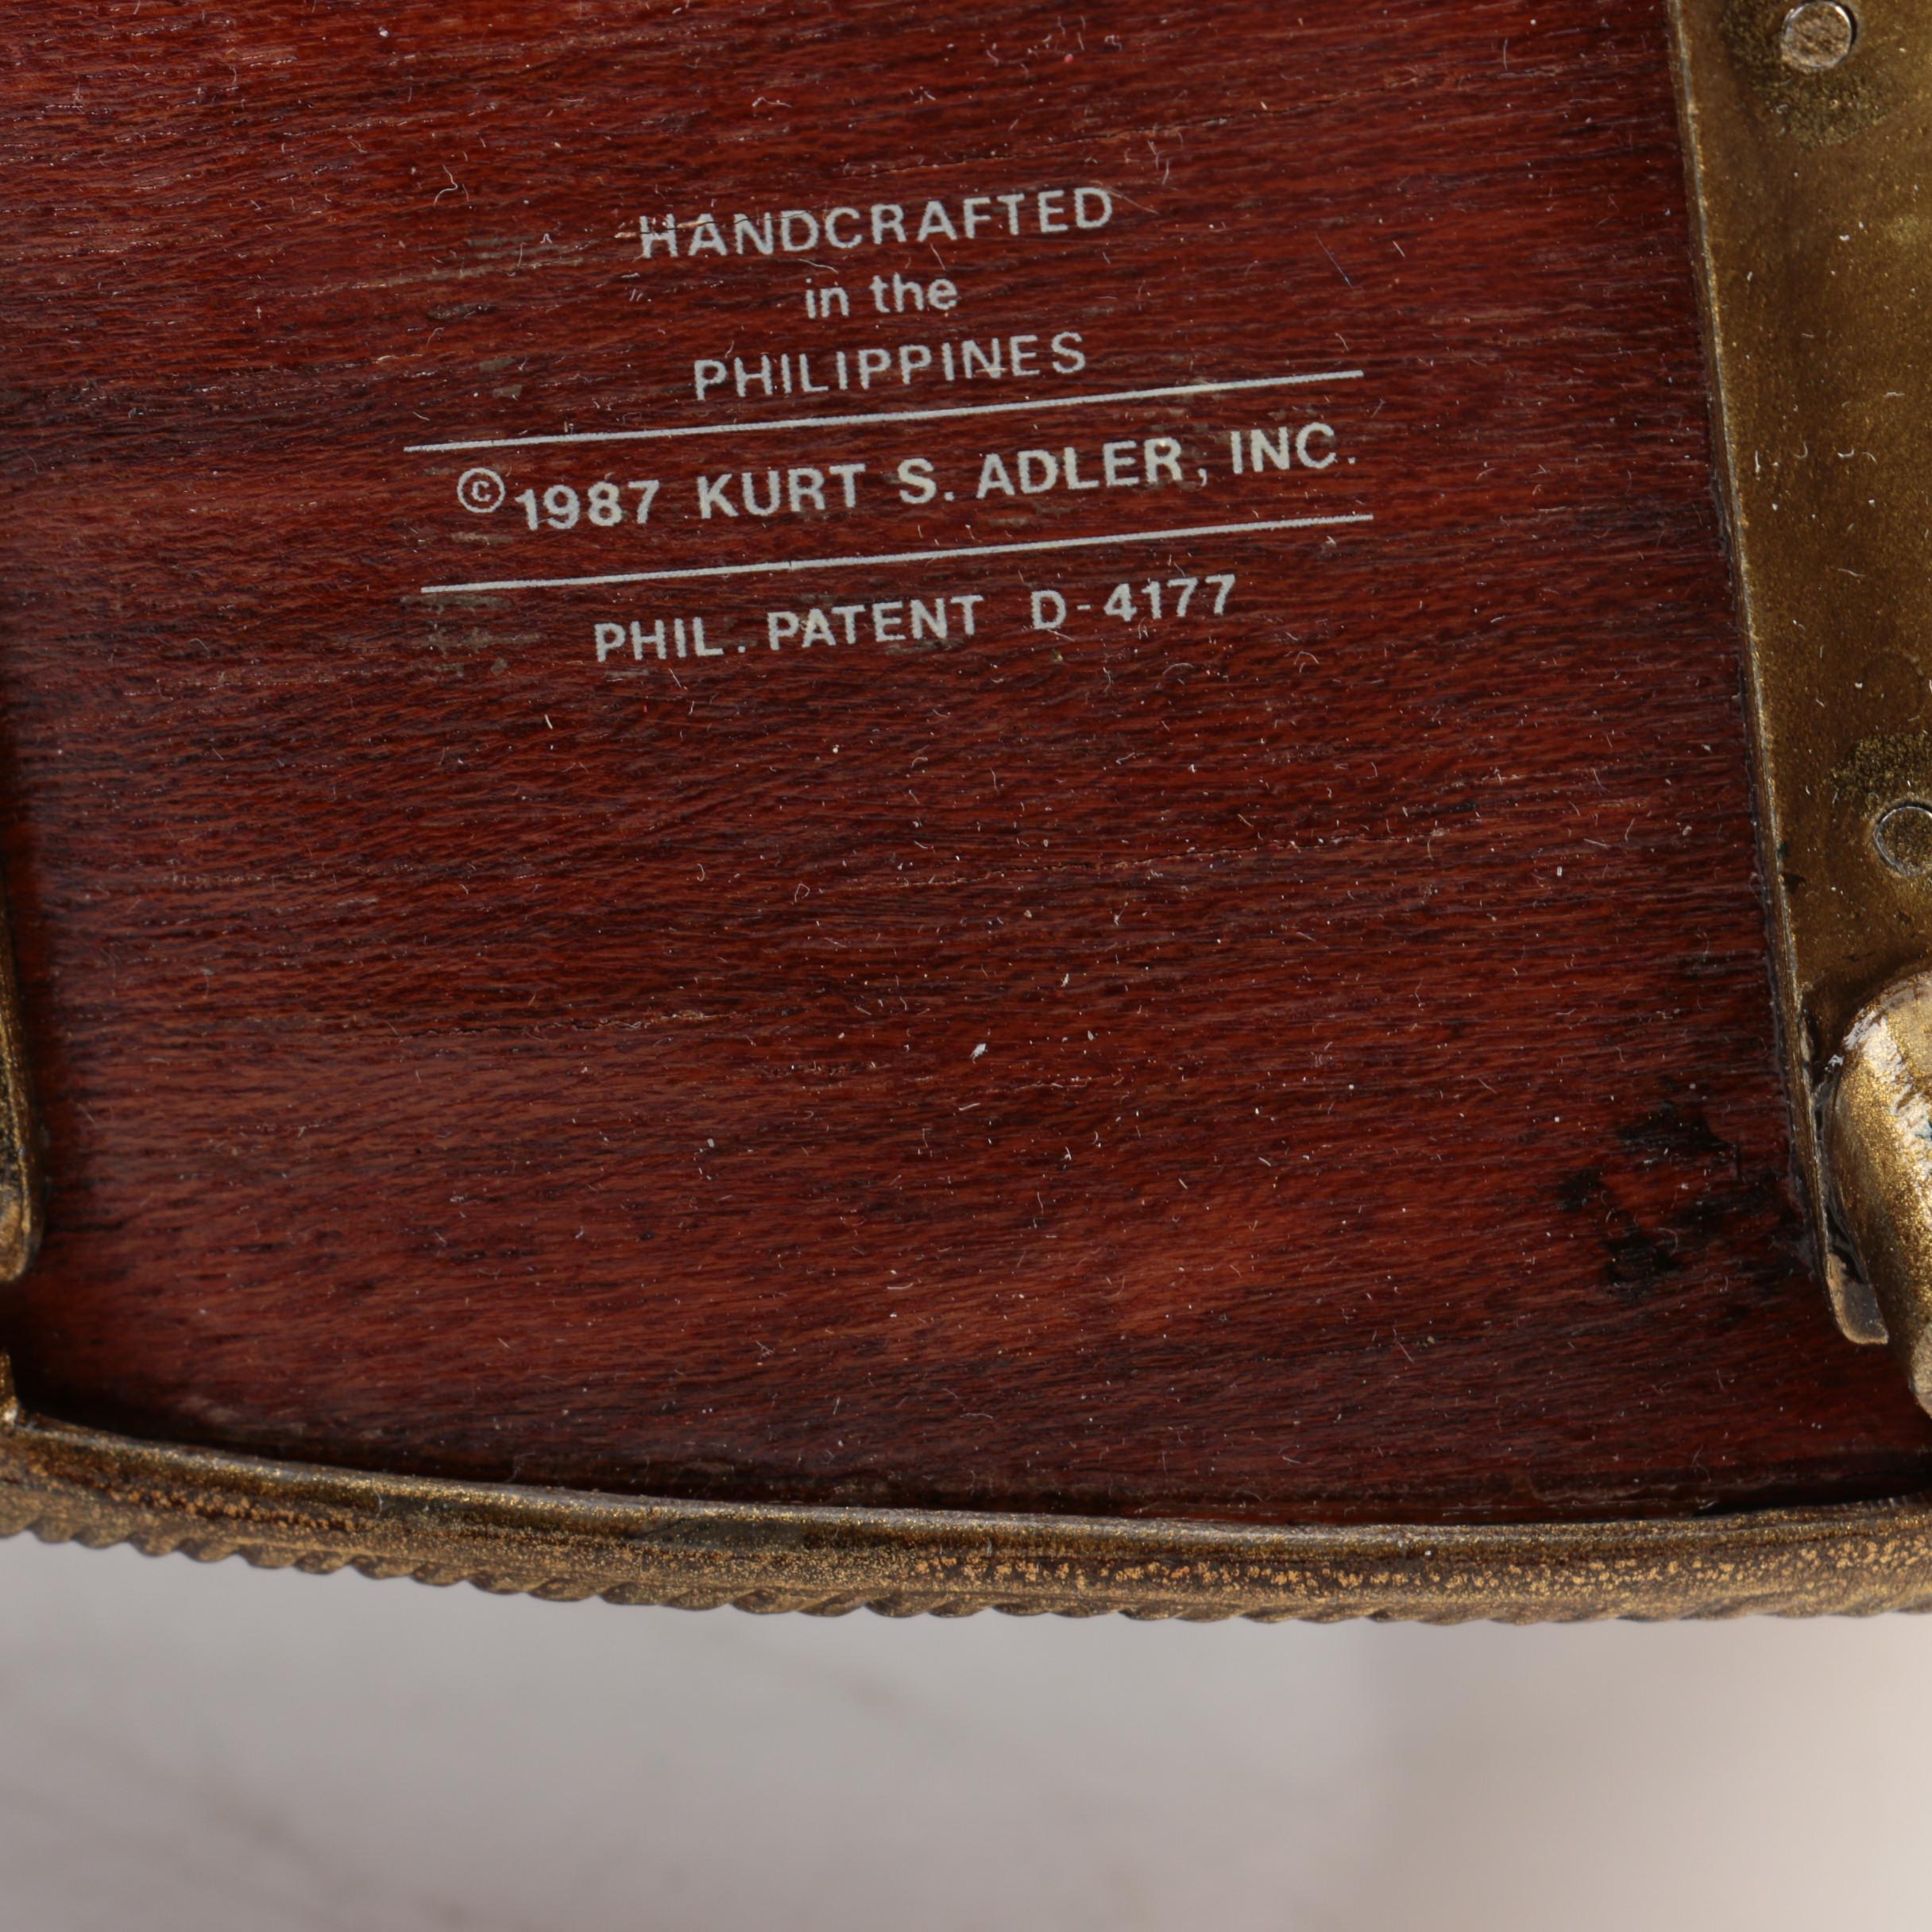 HANDCRAFTED
in the
PHILIPPINES
©1987 KURT S. ADLER, INC.
PHIL. PATENT D-4177